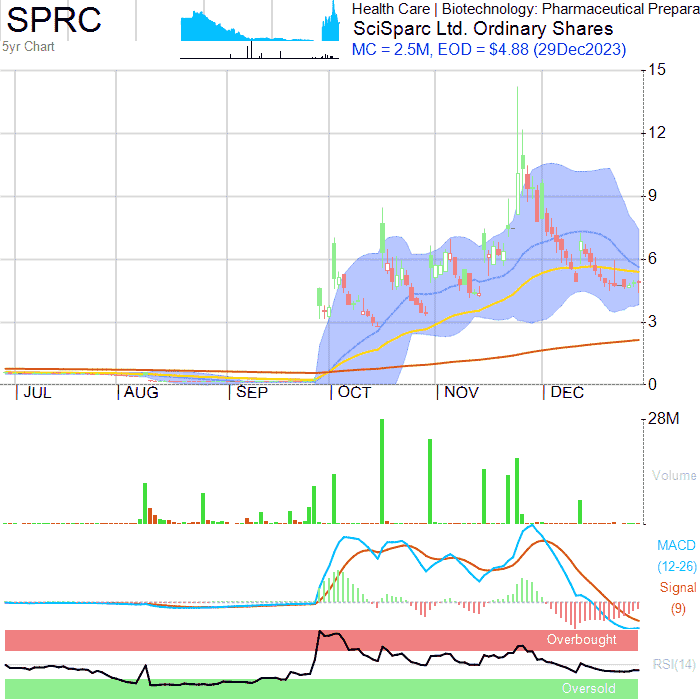 SPRC
5yr Chart
Health Care | Biotechnology: Pharmaceutical Prepara
SciSparc Ltd. Ordinary Shares
MC = 2.5M, EOD = $4.88 (29Dec2023)
15
12
9
6
3
0
JUL AUG SEP OCT NOV DEC
28M
Volume
MACD
(12-26)
Signal
(9)
Overbought
RSI(14)
Oversold